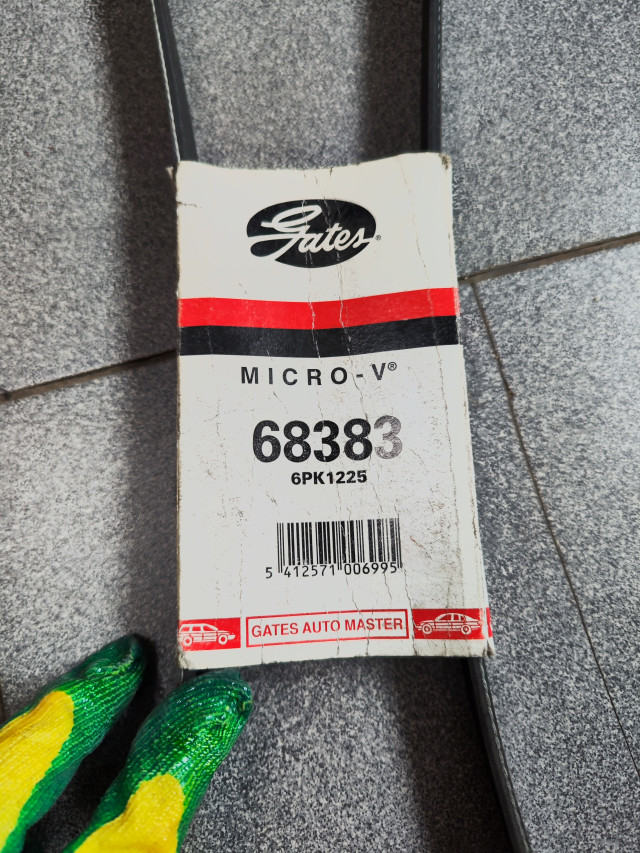 Gates®
MICRO-V®
68383
6PK1225
5 412571 006995
GATES AUTO MASTER